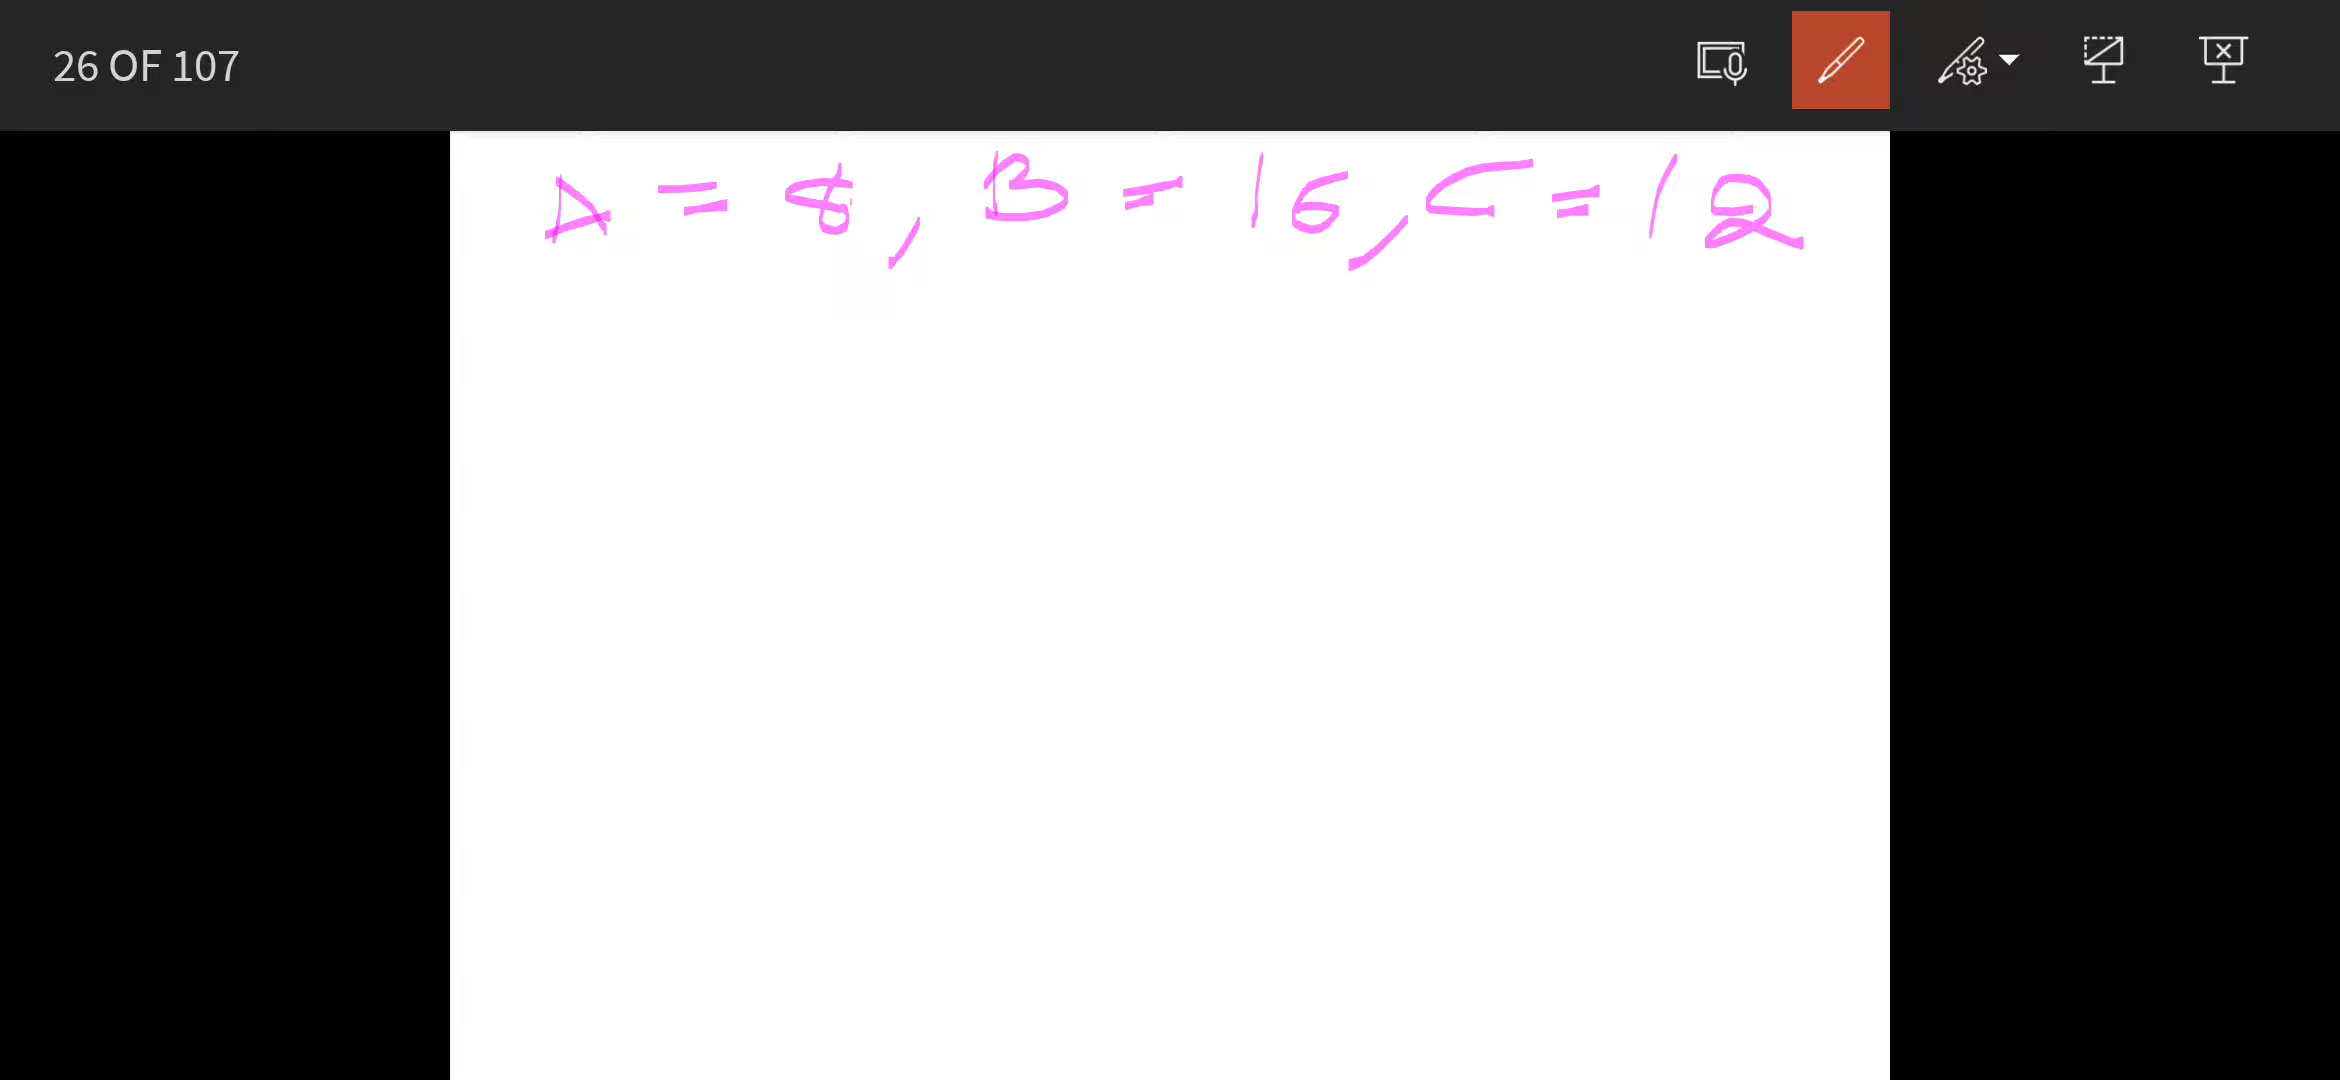 26 OF 107
A = 8, B = 16, C = 12